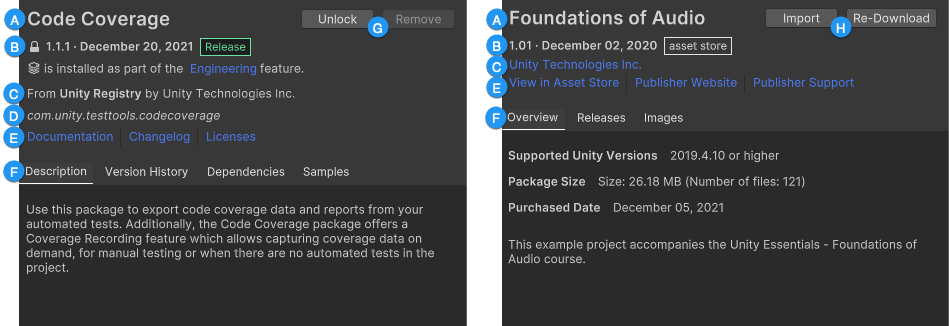 A Code Coverage
Unlock G Remove
B 1.1.1 · December 20, 2021 Release
is installed as part of the Engineering feature.
C From Unity Registry by Unity Technologies Inc.
D com.unity.testtools.codecoverage
E Documentation Changelog Licenses
F Description Version History Dependencies Samples
Use this package to export code coverage data and reports from your
automated tests. Additionally, the Code Coverage package offers a
Coverage Recording feature which allows capturing coverage data on
demand, for manual testing or when there are no automated tests in the
project.
A Foundations of Audio
Import H Re-Download
B 1.01 · December 02, 2020 asset store
C Unity Technologies Inc.
E View in Asset Store Publisher Website Publisher Support
F Overview Releases Images
Supported Unity Versions 2019.4.10 or higher
Package Size Size: 26.18 MB (Number of files: 121)
Purchased Date December 05, 2021
This example project accompanies the Unity Essentials - Foundations of
Audio course.